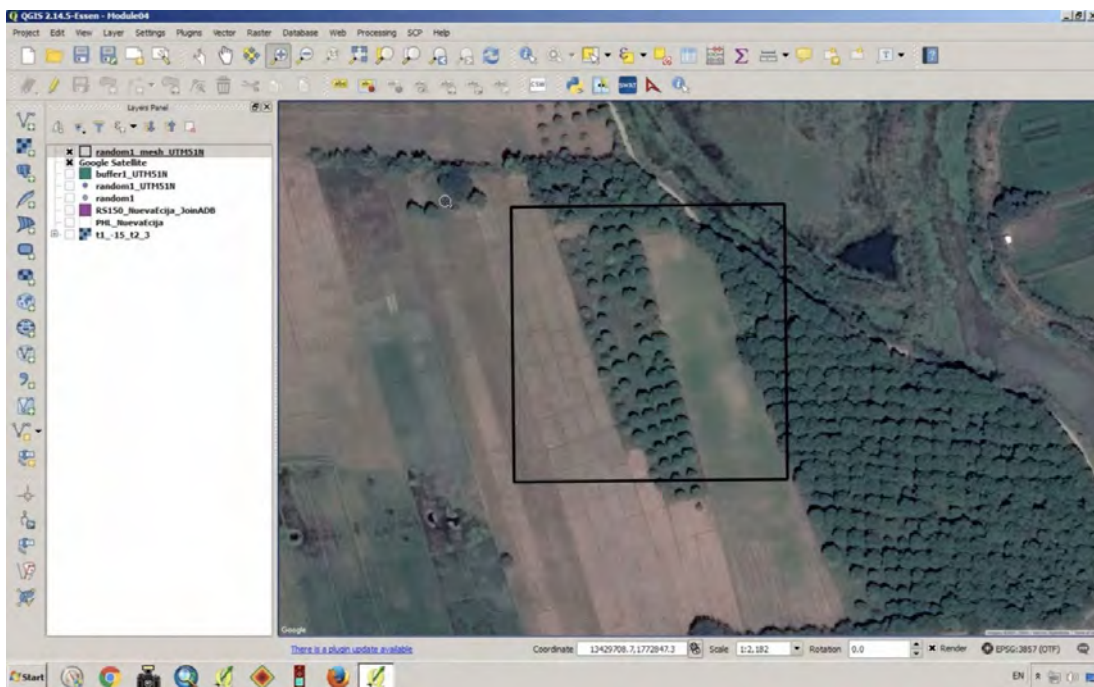 QGIS 2.14.5-Essen - Module04
Project Edit View Layer Settings Plugins Vector Raster Database Web Processing SCP Help
CSW
Layers Panel
random1_mesh_UTM51N
Google Satellite
buffer1_UTM51N
random1_UTM51N
random1
RS150_NuevaEcija_JoinADB
PHL_NuevaEcija
t1_-15_t2_3
Google
There is a plugin update available
Coordinate 13429708.7,1772847.3 Scale 1:2,182 Rotation 0.0 Render EPSG:3857 (OTF)
Start EN